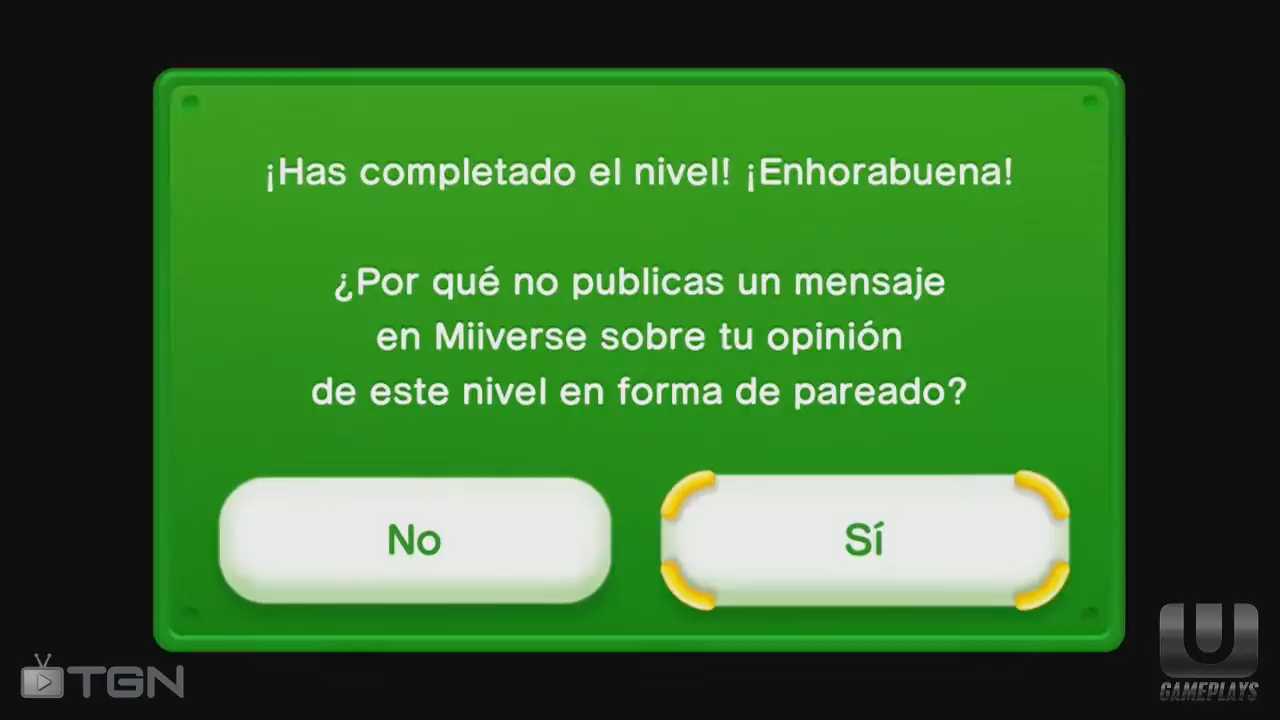 ¡Has completado el nivel! ¡Enhorabuena!
¿Por qué no publicas un mensaje
en Miiverse sobre tu opinión
de este nivel en forma de pareado?
No
Sí
TGN
U
GAMEPLAYS